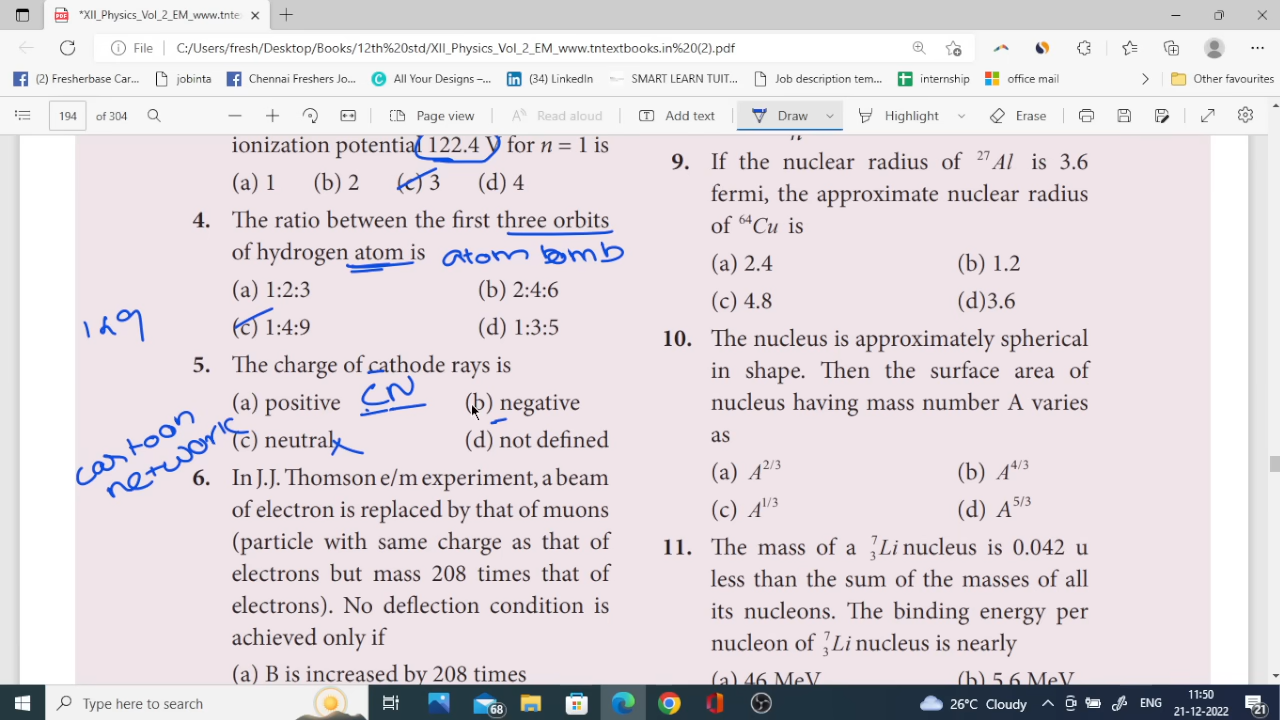 *XII_Physics_Vol_2_EM_www.tnte
File C:/Users/fresh/Desktop/Books/12th%20std/XII_Physics_Vol_2_EM_www.tntextbooks.in%20(2).pdf
(2) Fresherbase Car... jobinta Chennai Freshers Jo... All Your Designs –... (34) LinkedIn SMART LEARN TUIT... Job description tem... internship office mail Other favourites
194 of 304 Page view Read aloud Add text Draw Highlight Erase
ionization potential 122.4 V for n = 1 is
(a) 1 (b) 2 (c) 3 (d) 4
4. The ratio between the first three orbits
of hydrogen atom is atom bomb
(a) 1:2:3 (b) 2:4:6
(c) 1:4:9 (d) 1:3:5
149
5. The charge of cathode rays is
(a) positive CN (b) negative
(c) neutral (d) not defined
cartoon
network
6. In J.J. Thomson e/m experiment, a beam
of electron is replaced by that of muons
(particle with same charge as that of
electrons but mass 208 times that of
electrons). No deflection condition is
achieved only if
(a) B is increased by 208 times
9. If the nuclear radius of ²⁷Al is 3.6
fermi, the approximate nuclear radius
of ⁶⁴Cu is
(a) 2.4 (b) 1.2
(c) 4.8 (d)3.6
10. The nucleus is approximately spherical
in shape. Then the surface area of
nucleus having mass number A varies
as
(a) A^2/3 (b) A^4/3
(c) A^1/3 (d) A^5/3
11. The mass of a ⁷₃Li nucleus is 0.042 u
less than the sum of the masses of all
its nucleons. The binding energy per
nucleon of ⁷₃Li nucleus is nearly
(a) 46 MeV (b) 5.6 MeV
Type here to search 68 26°C Cloudy ENG 11:50
21-12-2022 21